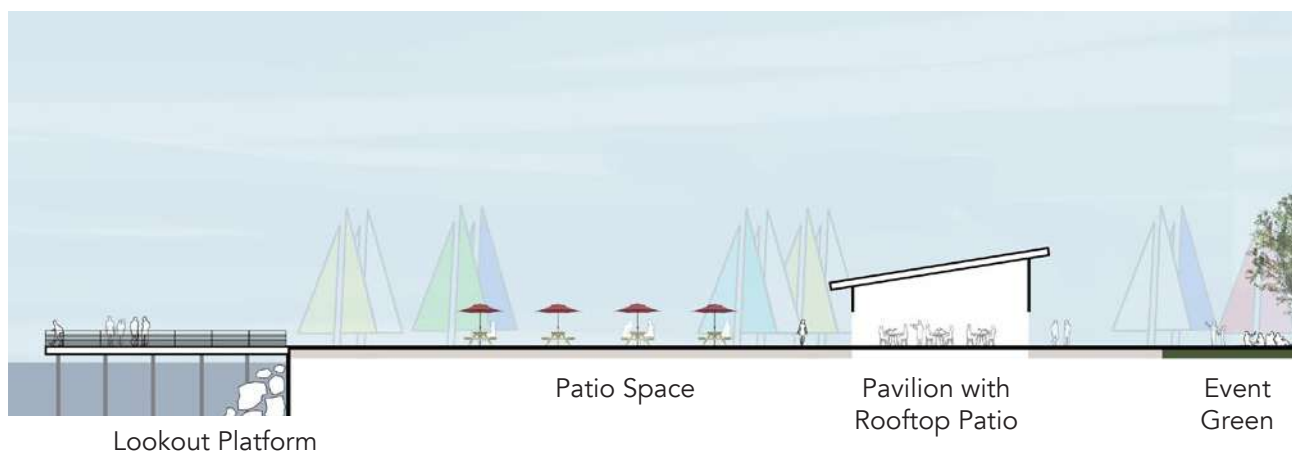 Lookout Platform
Patio Space
Pavilion with
Rooftop Patio
Event
Green